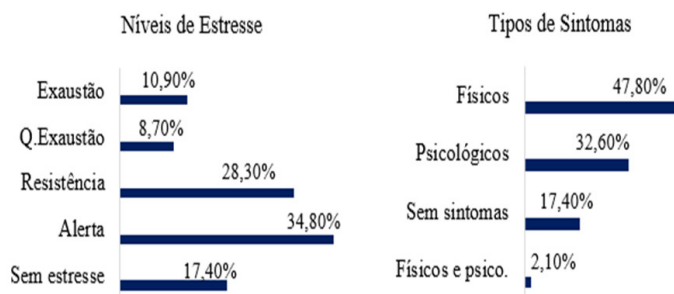 Níveis de Estresse
Exaustão 10,90%
Q.Exaustão 8,70%
Resistência 28,30%
Alerta 34,80%
Sem estresse 17,40%
Tipos de Sintomas
Físicos 47,80%
Psicológicos 32,60%
Sem sintomas 17,40%
Físicos e psico. 2,10%